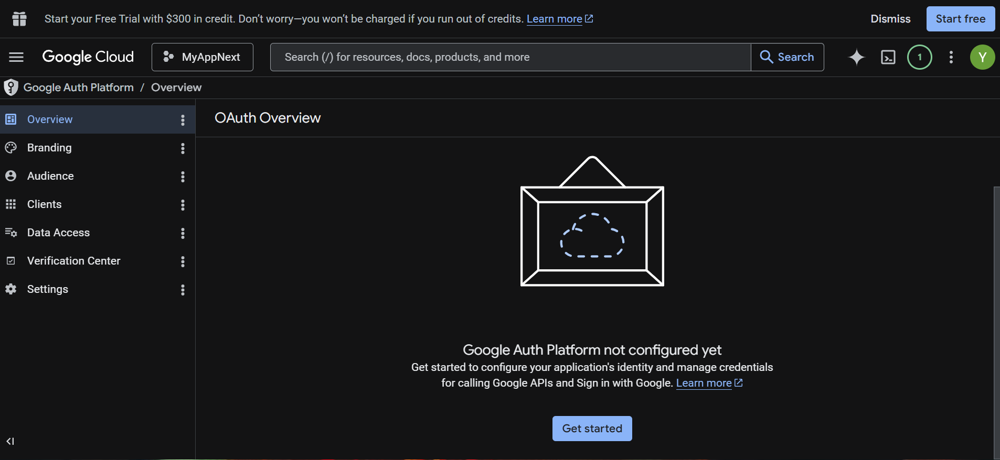 Start your Free Trial with $300 in credit. Don’t worry—you won’t be charged if you run out of credits. Learn more
Dismiss
Start free
Google Cloud
MyAppNext
Search (/) for resources, docs, products, and more
Search
1
Y
Google Auth Platform / Overview
Overview
Branding
Audience
Clients
Data Access
Verification Center
Settings
OAuth Overview
Google Auth Platform not configured yet
Get started to configure your application's identity and manage credentials
for calling Google APIs and Sign in with Google. Learn more
Get started